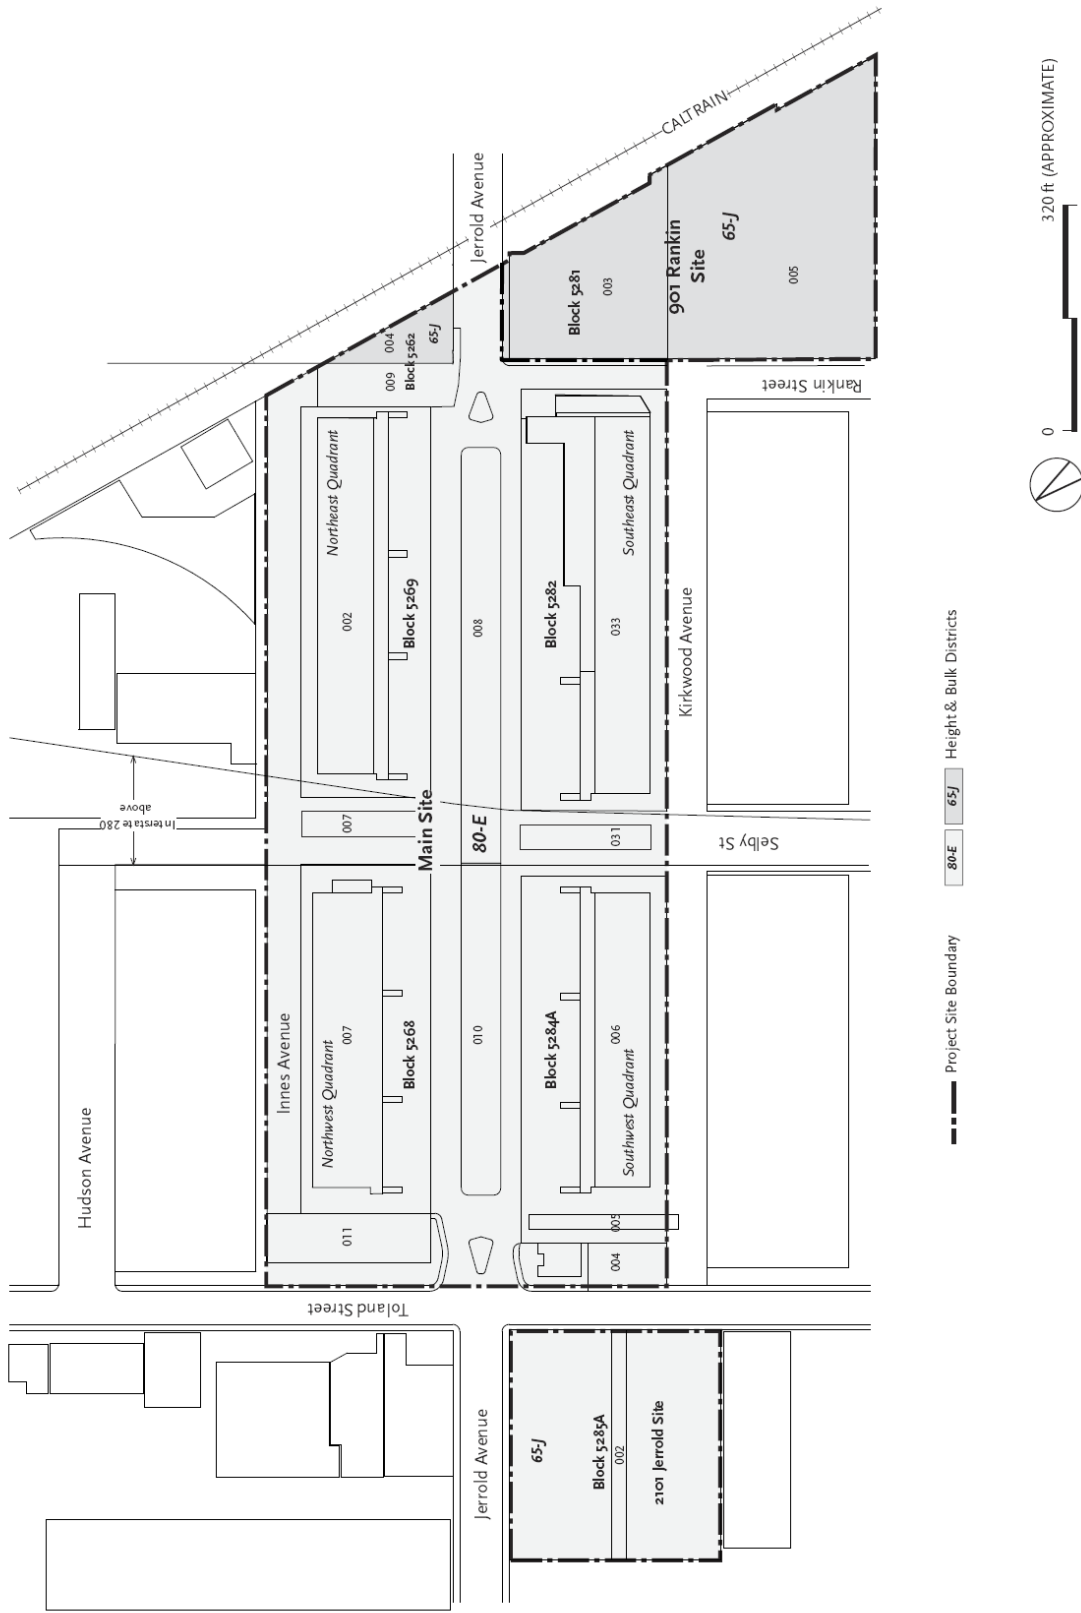 CALTRAIN
Jerrold Avenue
901 Rankin
Site
65-J
Block 5281
003
005
004
65-J
Block 5262
009
Rankin Street
Northeast Quadrant
Southeast Quadrant
002
Block 5269
008
Block 5282
033
Kirkwood Avenue
Interstate 280
above
007
Main Site
80-E
031
Selby St
Innes Avenue
Northwest Quadrant
007
Block 5268
010
Block 5284A
006
Southwest Quadrant
Hudson Avenue
011
005
004
Toland Street
Jerrold Avenue
65-J
Block 5285A
002
2101 Jerrold Site
0
320 ft (APPROXIMATE)
Project Site Boundary
80-E
65-J
Height & Bulk Districts